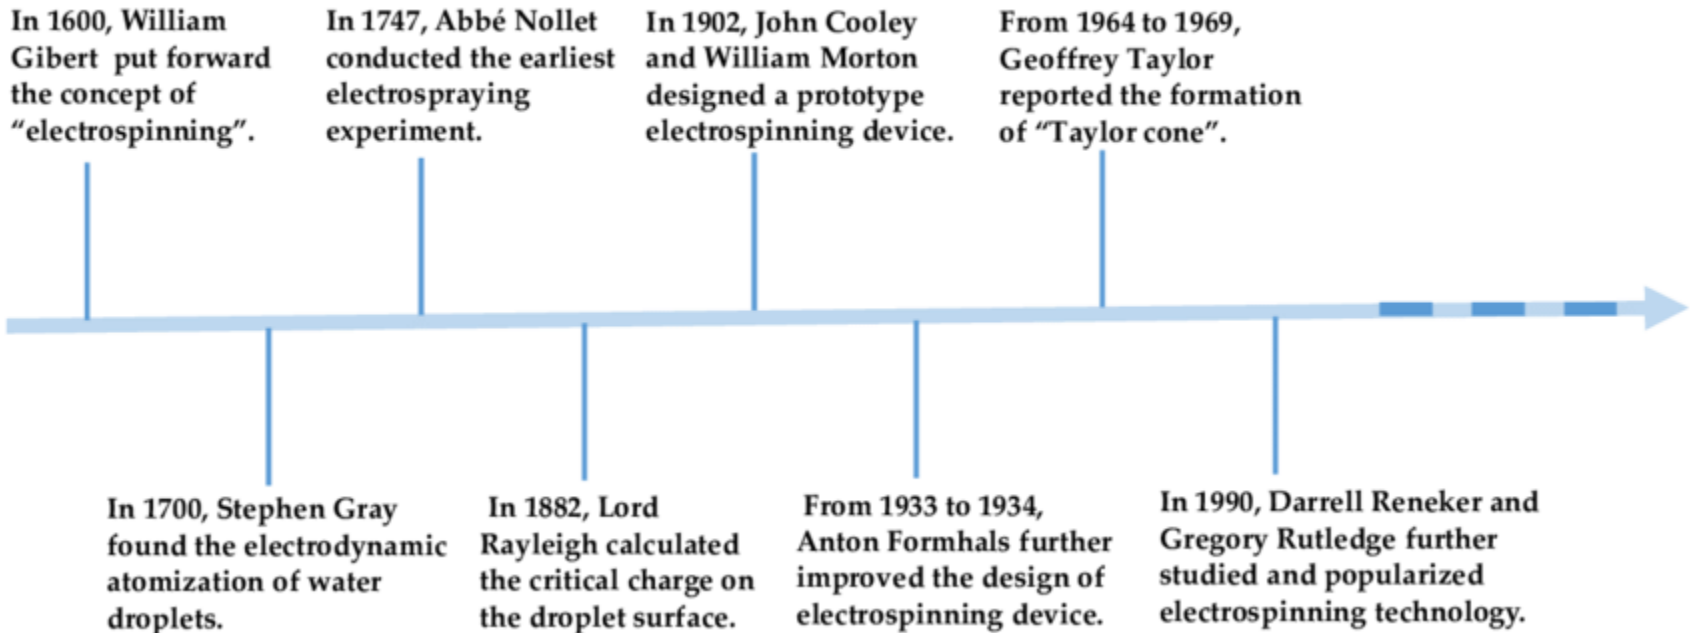 In 1600, William
Gibert put forward
the concept of
“electrospinning”.
In 1747, Abbé Nollet
conducted the earliest
electrospraying
experiment.
In 1902, John Cooley
and William Morton
designed a prototype
electrospinning device.
From 1964 to 1969,
Geoffrey Taylor
reported the formation
of “Taylor cone”.
In 1700, Stephen Gray
found the electrodynamic
atomization of water
droplets.
In 1882, Lord
Rayleigh calculated
the critical charge on
the droplet surface.
From 1933 to 1934,
Anton Formhals further
improved the design of
electrospinning device.
In 1990, Darrell Reneker and
Gregory Rutledge further
studied and popularized
electrospinning technology.